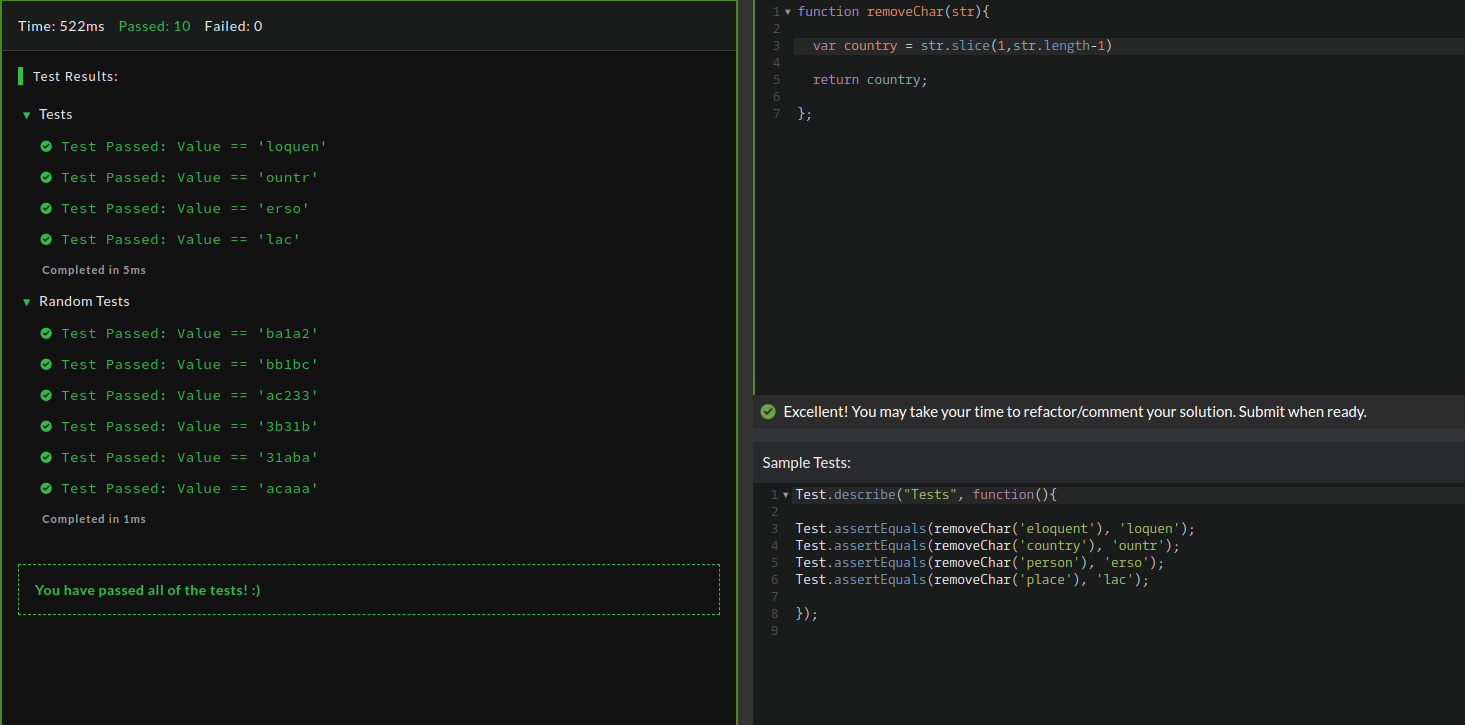 Time: 522ms Passed: 10 Failed: 0
Test Results:
Tests
Test Passed: Value == 'loquen'
Test Passed: Value == 'ountr'
Test Passed: Value == 'erso'
Test Passed: Value == 'lac'
Completed in 5ms
Random Tests
Test Passed: Value == 'ba1a2'
Test Passed: Value == 'bb1bc'
Test Passed: Value == 'ac233'
Test Passed: Value == '3b31b'
Test Passed: Value == '31aba'
Test Passed: Value == 'acaaa'
Completed in 1ms
You have passed all of the tests! :)
1 function removeChar(str){
2
3 var country = str.slice(1,str.length-1)
4
5 return country;
6
7 };
Excellent! You may take your time to refactor/comment your solution. Submit when ready.
Sample Tests:
1 Test.describe("Tests", function(){
2
3 Test.assertEquals(removeChar('eloquent'), 'loquen');
4 Test.assertEquals(removeChar('country'), 'ountr');
5 Test.assertEquals(removeChar('person'), 'erso');
6 Test.assertEquals(removeChar('place'), 'lac');
7
8 });
9